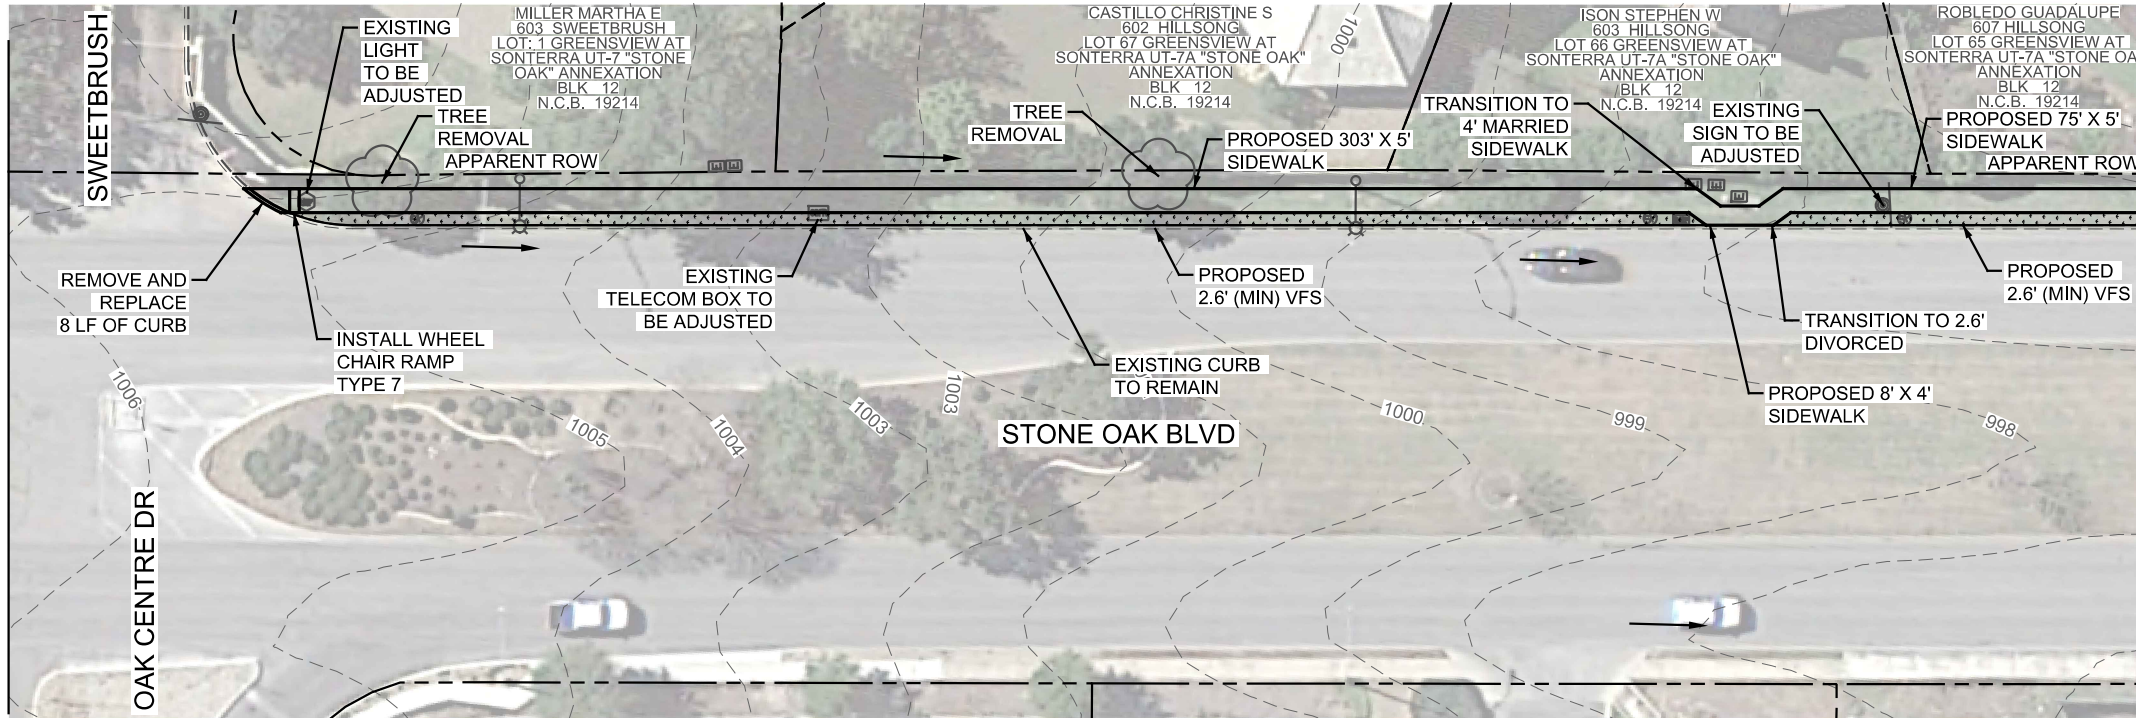 SWEETBRUSH
EXISTING
LIGHT
TO BE
ADJUSTED
MILLER MARTHA E
603 SWEETBRUSH
LOT: 1 GREENSVIEW AT
SONTERRA UT-7 "STONE
OAK" ANNEXATION
BLK 12
N.C.B. 19214
TREE
REMOVAL
APPARENT ROW
CASTILLO CHRISTINE S
602 HILLSONG
LOT 67 GREENSVIEW AT
SONTERRA UT-7A "STONE OAK"
ANNEXATION
BLK 12
N.C.B. 19214
1000
TREE
REMOVAL
PROPOSED 303' X 5'
SIDEWALK
ISON STEPHEN W
603 HILLSONG
LOT 66 GREENSVIEW AT
SONTERRA UT-7A "STONE OAK"
ANNEXATION
BLK 12
N.C.B. 19214
TRANSITION TO
4' MARRIED
SIDEWALK
EXISTING
SIGN TO BE
ADJUSTED
ROBLEDO GUADALUPE
607 HILLSONG
LOT 65 GREENSVIEW AT
SONTERRA UT-7A "STONE OA
ANNEXATION
BLK 12
N.C.B. 19214
PROPOSED 75' X 5'
SIDEWALK
APPARENT ROW
REMOVE AND
REPLACE
8 LF OF CURB
INSTALL WHEEL
CHAIR RAMP
TYPE 7
EXISTING
TELECOM BOX TO
BE ADJUSTED
EXISTING CURB
TO REMAIN
PROPOSED
2.6' (MIN) VFS
TRANSITION TO 2.6'
DIVORCED
PROPOSED 8' X 4'
SIDEWALK
PROPOSED
2.6' (MIN) VFS
1006
1005
1004
1003
1003
STONE OAK BLVD
1000
999
998
OAK CENTRE DR